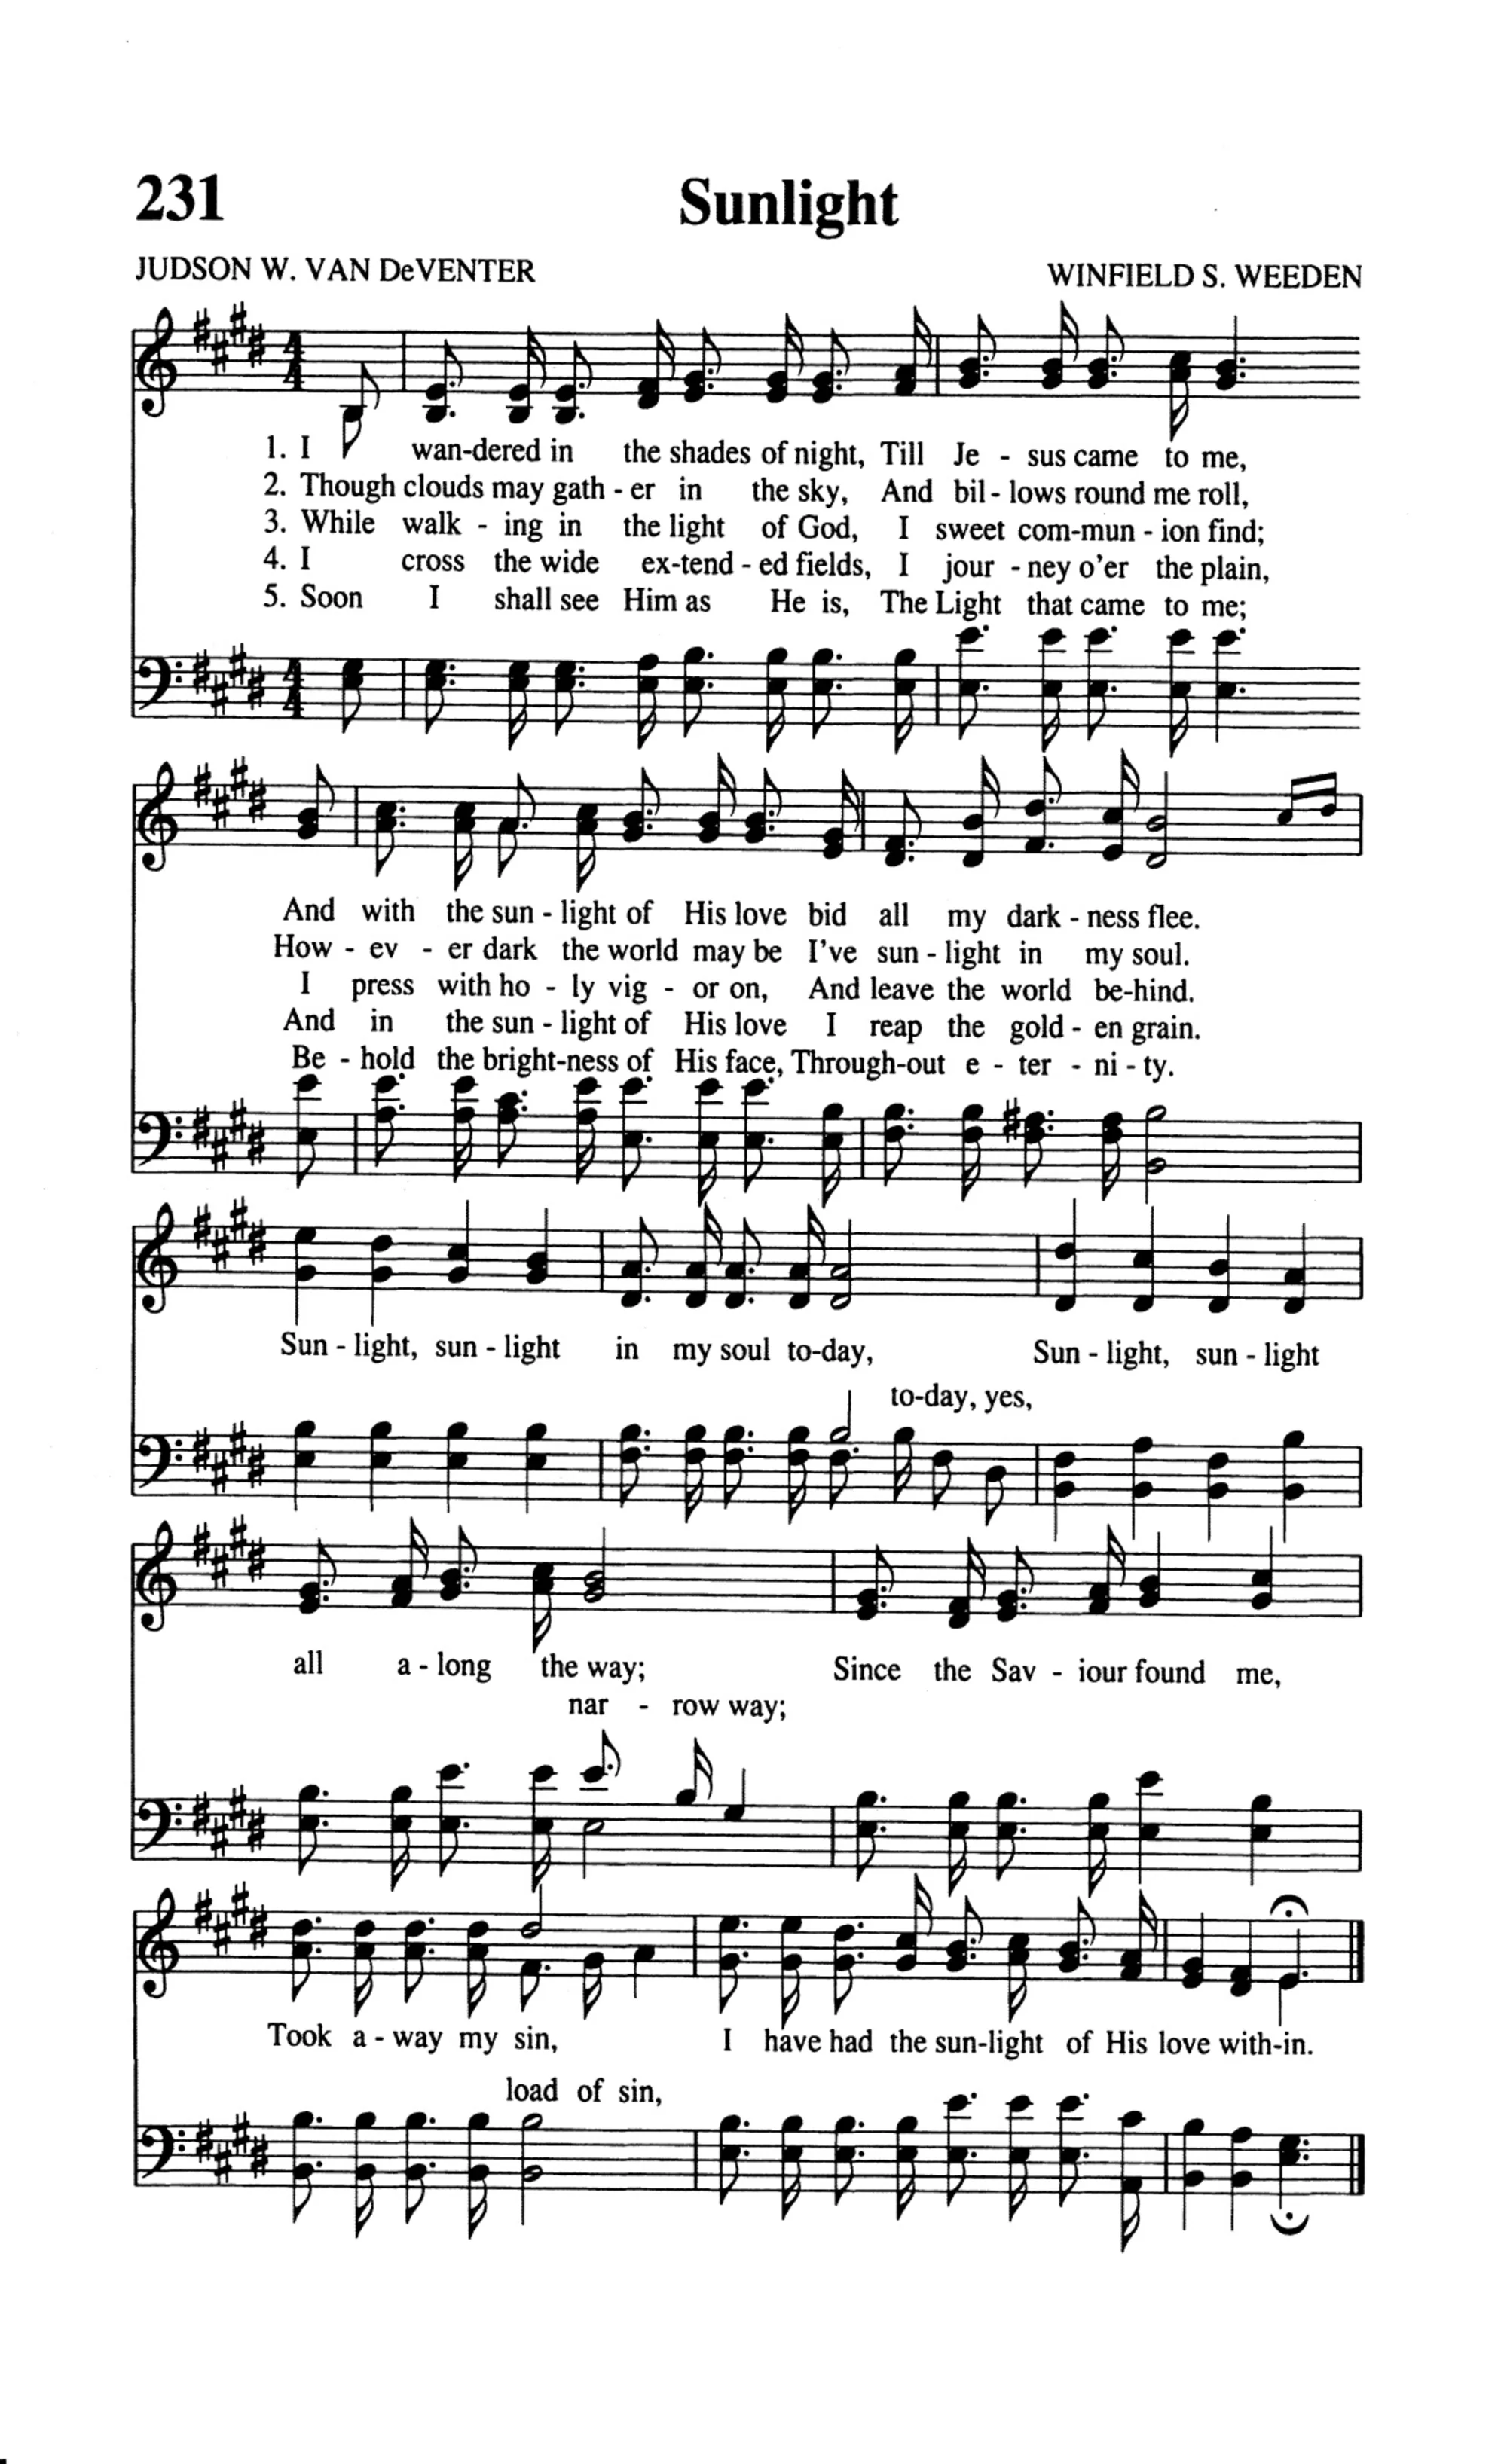 231 Sunlight
JUDSON W. VAN DeVENTER WINFIELD S. WEEDEN
1. I wan-dered in the shades of night, Till Je - sus came to me,
2. Though clouds may gath - er in the sky, And bil - lows round me roll,
3. While walk - ing in the light of God, I sweet com-mun - ion find;
4. I cross the wide ex-tend - ed fields, I jour - ney o'er the plain,
5. Soon I shall see Him as He is, The Light that came to me;
And with the sun - light of His love bid all my dark - ness flee.
How - ev - er dark the world may be I've sun - light in my soul.
I press with ho - ly vig - or on, And leave the world be-hind.
And in the sun - light of His love I reap the gold - en grain.
Be - hold the bright-ness of His face, Through-out e - ter - ni - ty.
Sun - light, sun - light in my soul to-day, Sun - light, sun - light
to-day, yes,
all a - long the way; Since the Sav - iour found me,
nar - row way;
Took a - way my sin, I have had the sun-light of His love with-in.
load of sin,